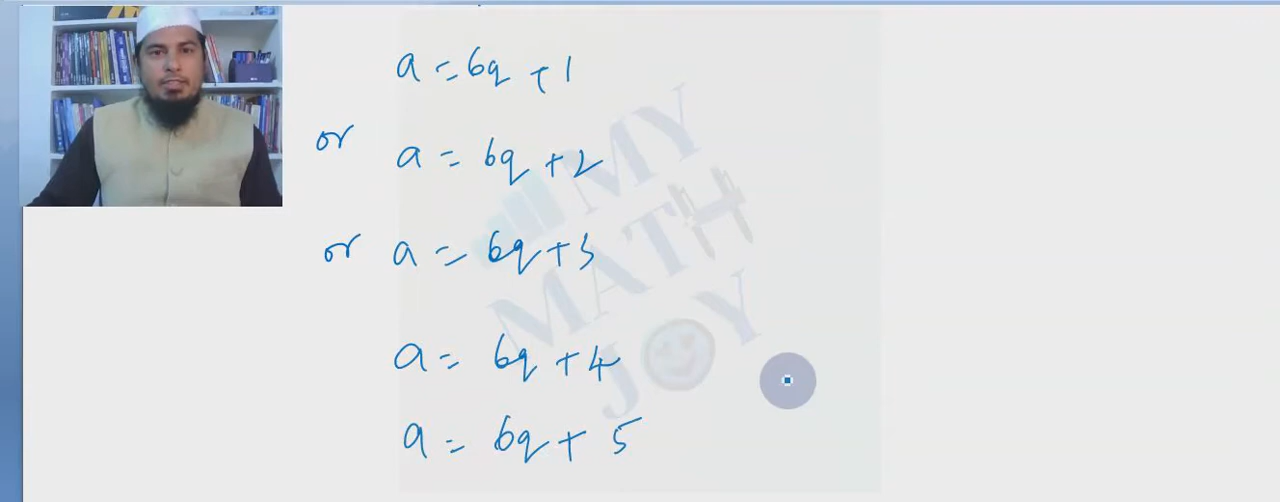 a = 6q + 1
or a = 6q + 2
or a = 6q + 3
a = 6q + 4
a = 6q + 5
MY
MATH
JOY